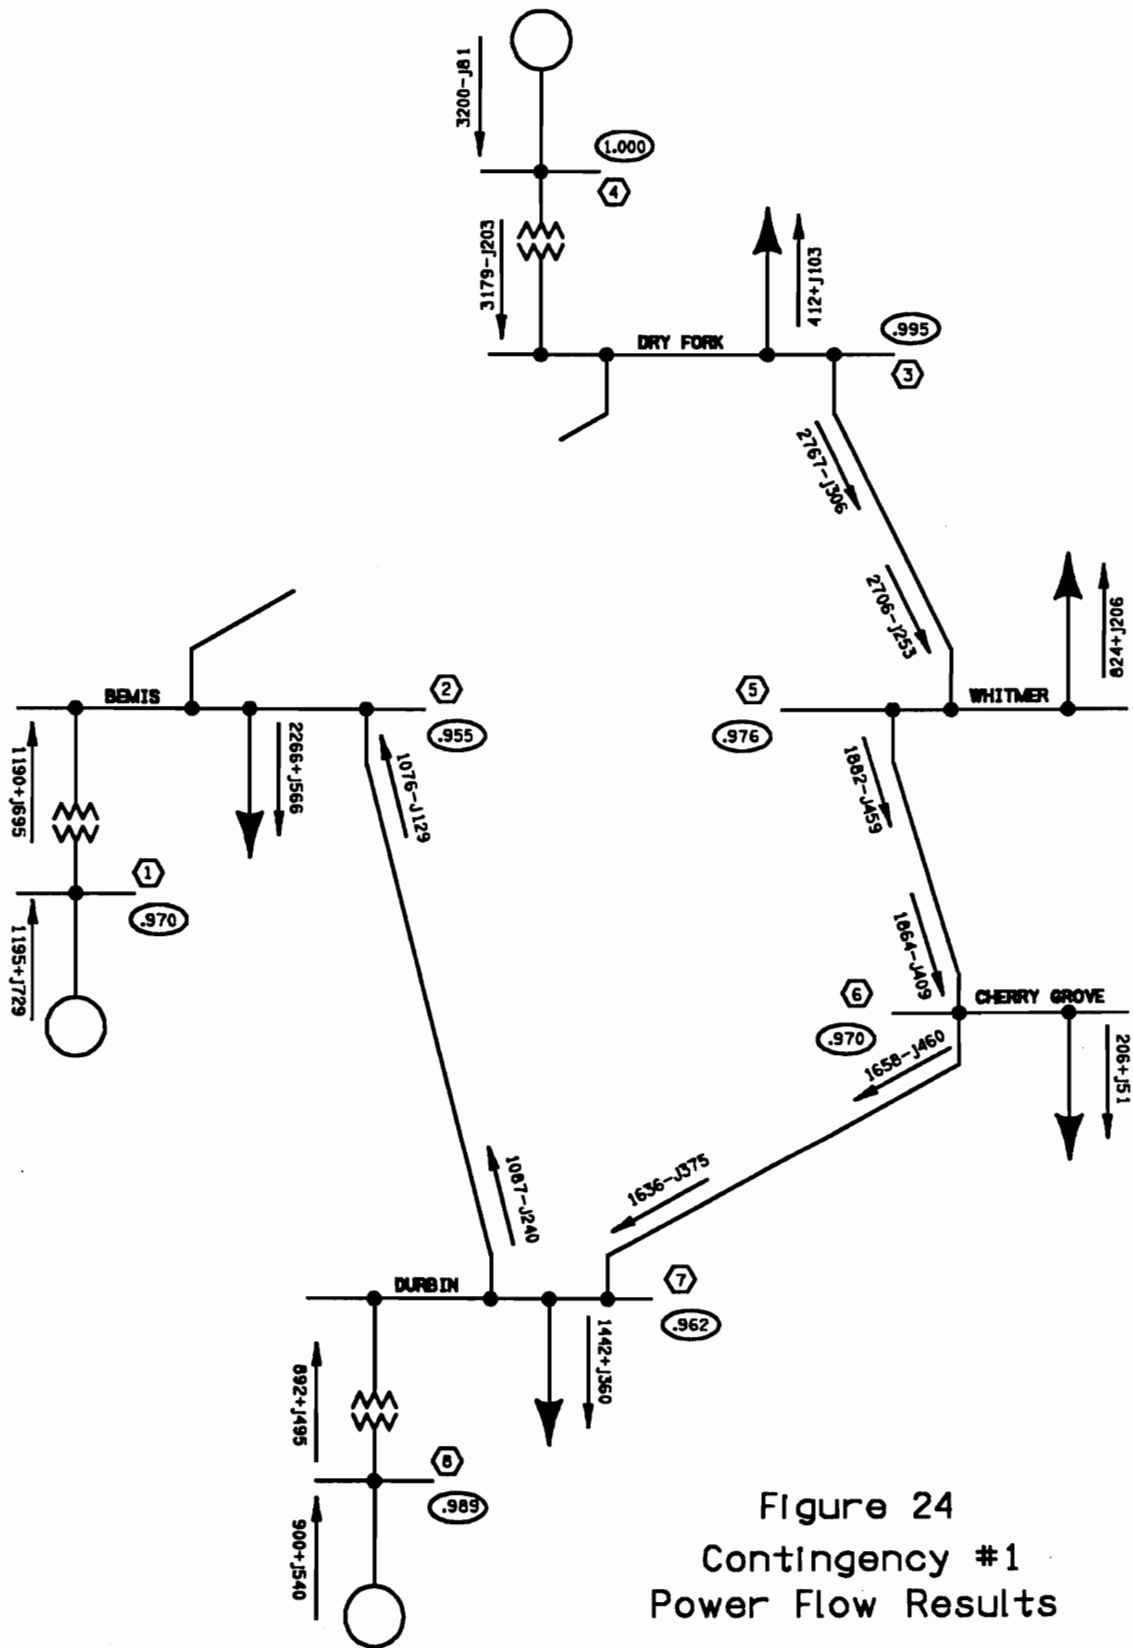 3200-J81
1.000
4
3179-J203
412+J103
DRY FORK
.995
3
2767-J306
2706-J253
824+J206
BEMIS
2
5
WHITMER
.955
.976
1190+J695
2266+J566
1076-J129
1882-J459
1
.970
1195+J729
1864-J409
6
CHERRY GROVE
.970
1658-J460
206+J51
1636-J375
1087-J240
DURBIN
7
.962
1442+J360
892+J495
8
.989
900+J540
Figure 24
Contingency #1
Power Flow Results